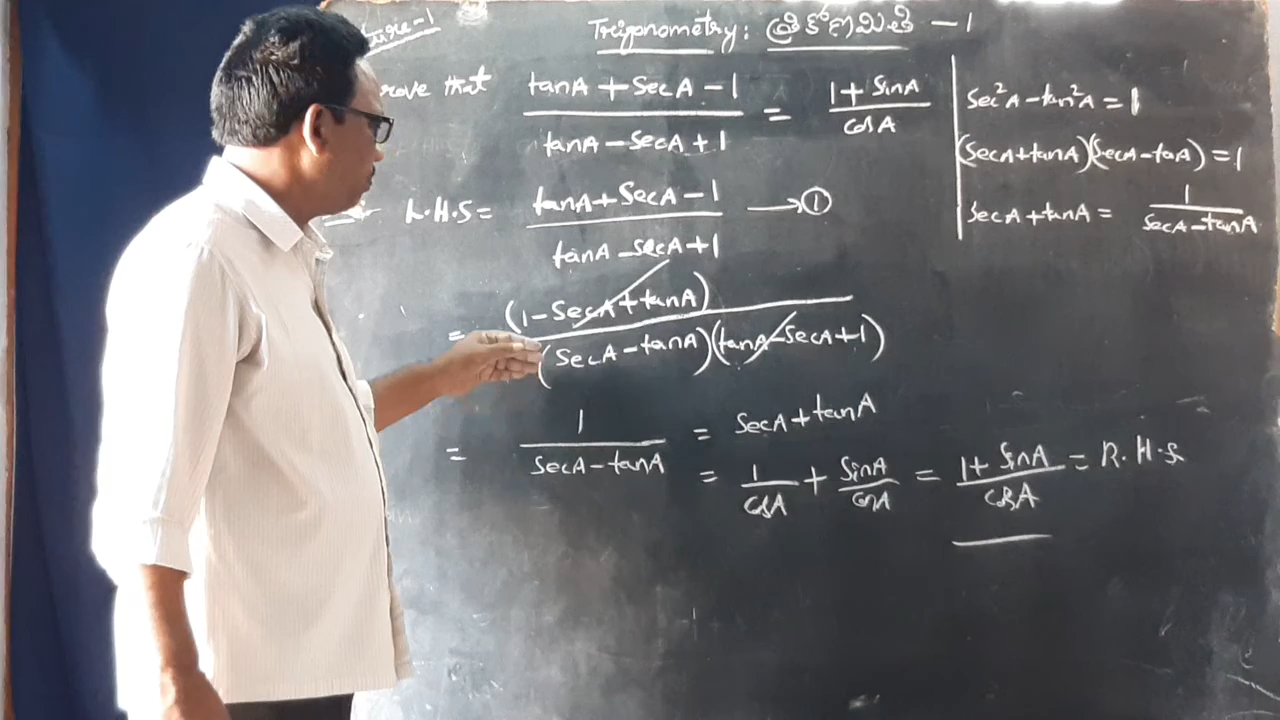 Trigonometry: త్రికోణమితి - 1
prove that (tanA + SecA - 1)/(tanA - SecA + 1) = (1 + SinA)/(cosA)
L.H.S = (tanA + SecA - 1)/(tanA - SecA + 1) → ①
= (1 - SecA + tanA)/((SecA - tanA)(tanA - SecA + 1))
= 1/(SecA - tanA) = SecA + tanA
= 1/cosA + SinA/cosA = (1 + SinA)/cosA = R.H.S
Sec²A - tan²A = 1
(SecA + tanA)(SecA - tanA) = 1
SecA + tanA = 1/(SecA - tanA)